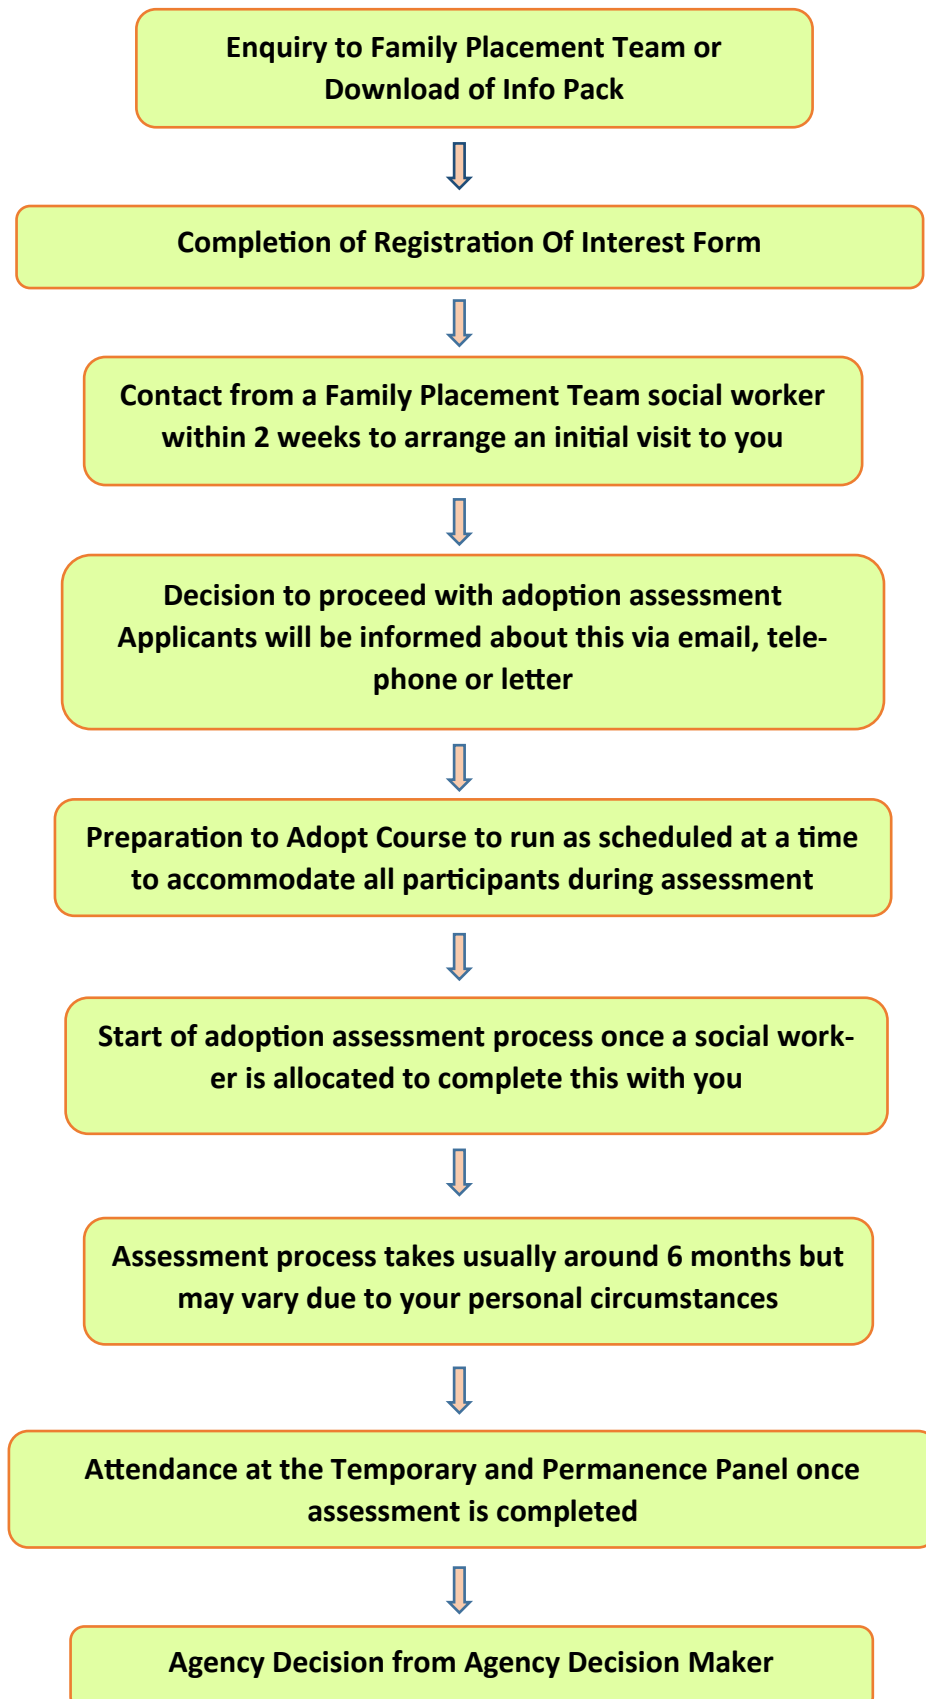 Enquiry to Family Placement Team or
Download of Info Pack
Completion of Registration Of Interest Form
Contact from a Family Placement Team social worker
within 2 weeks to arrange an initial visit to you
Decision to proceed with adoption assessment
Applicants will be informed about this via email, tele-
phone or letter
Preparation to Adopt Course to run as scheduled at a time
to accommodate all participants during assessment
Start of adoption assessment process once a social work-
er is allocated to complete this with you
Assessment process takes usually around 6 months but
may vary due to your personal circumstances
Attendance at the Temporary and Permanence Panel once
assessment is completed
Agency Decision from Agency Decision Maker